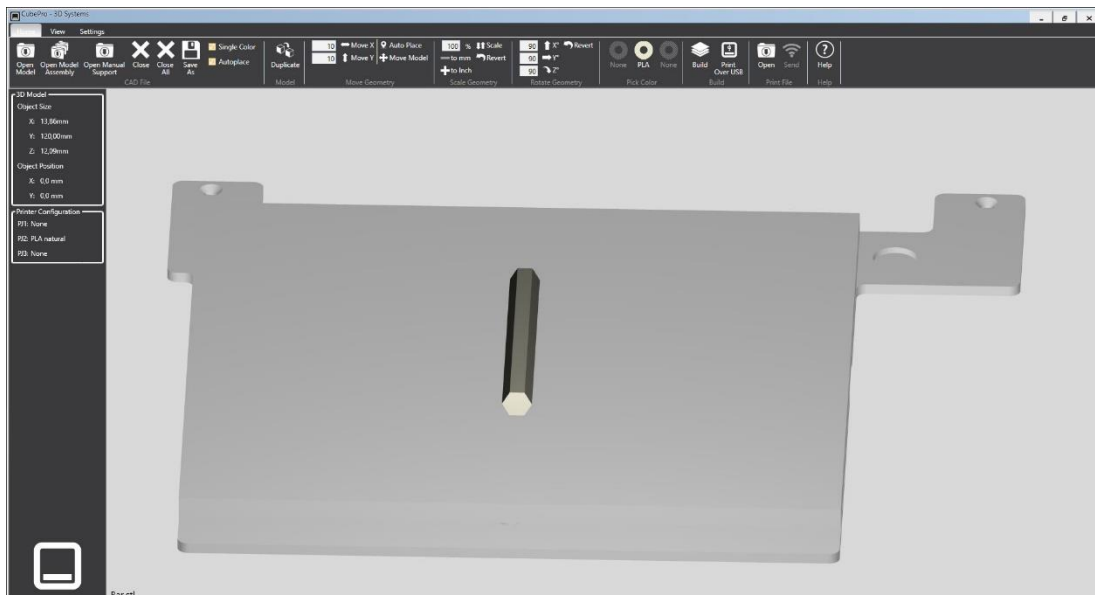 CubePro - 3D Systems
View Settings
Open Model
Open Model Assembly
Open Manual Support
Close
Close All
Save As
Single Color
Autoplace
CAD File
Duplicate
Model
10 Move X
10 Move Y
Auto Place
Move Model
Move Geometry
100 % Scale
to mm Revert
to Inch
Scale Geometry
90 X° Revert
90 Y°
90 Z°
Rotate Geometry
None PLA None
Pick Color
Build
Print Over USB
Build
Open Send
Print File
Help
Help
3D Model
Object Size
X: 13,86mm
Y: 120,00mm
Z: 12,09mm
Object Position
X: 0,0 mm
Y: 0,0 mm
Printer Configuration
PJ1: None
PJ2: PLA natural
PJ3: None